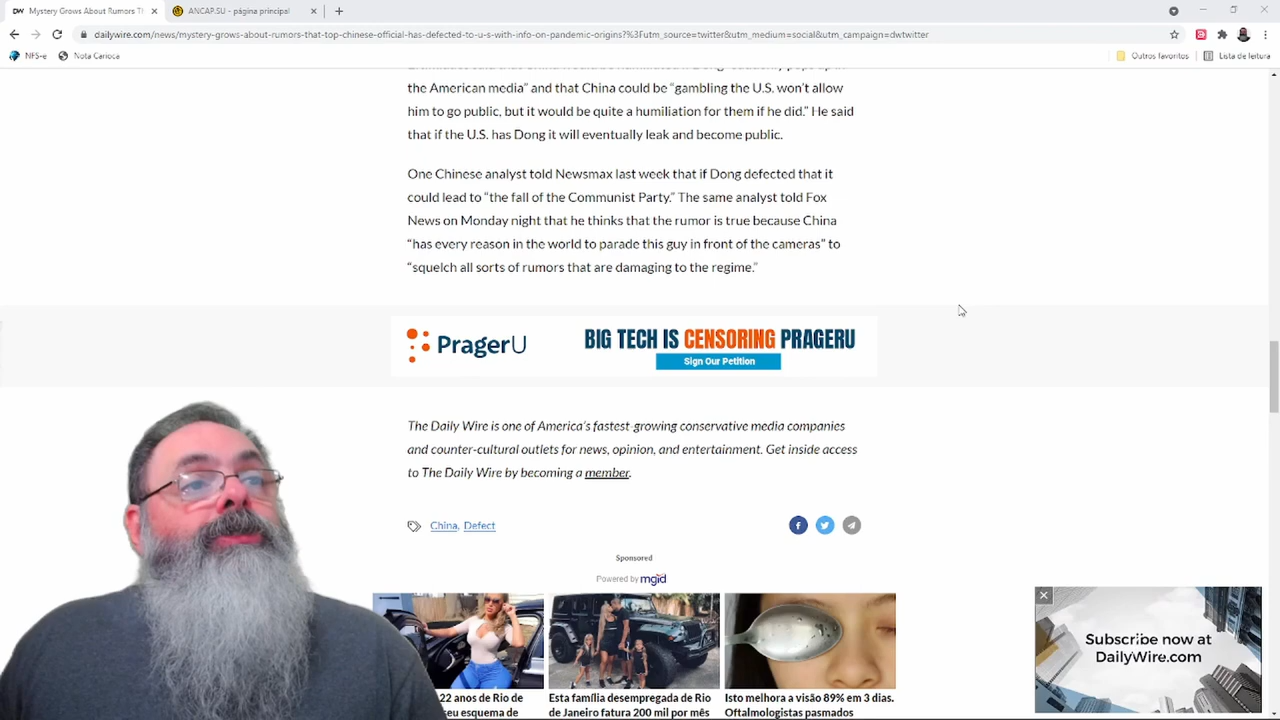 Mystery Grows About Rumors Th
ANCAP.SU - página principal
dailywire.com/news/mystery-grows-about-rumors-that-top-chinese-official-has-defected-to-u-s-with-info-on-pandemic-origins?%3Futm_source=twitter&utm_medium=social&utm_campaign=dwtwitter
NFS-e
Nota Carioca
Outros favoritos
Lista de leitura
the American media" and that China could be "gambling the U.S. won't allow
him to go public, but it would be quite a humiliation for them if he did." He said
that if the U.S. has Dong it will eventually leak and become public.
One Chinese analyst told Newsmax last week that if Dong defected that it
could lead to "the fall of the Communist Party." The same analyst told Fox
News on Monday night that he thinks that the rumor is true because China
"has every reason in the world to parade this guy in front of the cameras" to
"squelch all sorts of rumors that are damaging to the regime."
PragerU
BIG TECH IS CENSORING PRAGERU
Sign Our Petition
The Daily Wire is one of America's fastest-growing conservative media companies
and counter-cultural outlets for news, opinion, and entertainment. Get inside access
to The Daily Wire by becoming a member.
China, Defect
Sponsored
Powered by mgid
Subscribe now at
DailyWire.com
22 anos de Rio de
esquema de
Esta família desempregada de Rio
de Janeiro fatura 200 mil por mês
Isto melhora a visão 89% em 3 dias.
Oftalmologistas pasmados